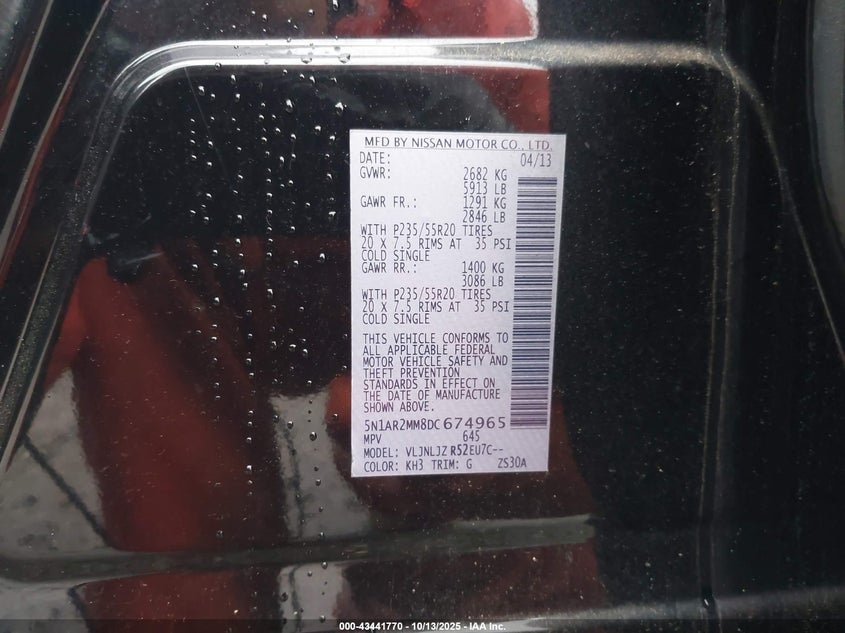 MFD BY NISSAN MOTOR CO., LTD.
DATE: 04/13
GVWR: 2682 KG
5913 LB
GAWR FR.: 1291 KG
2846 LB
WITH P235/55R20 TIRES
20 X 7.5 RIMS AT 35 PSI
COLD SINGLE
GAWR RR.: 1400 KG
3086 LB
WITH P235/55R20 TIRES
20 X 7.5 RIMS AT 35 PSI
COLD SINGLE
THIS VEHICLE CONFORMS TO
ALL APPLICABLE FEDERAL
MOTOR VEHICLE SAFETY AND
THEFT PREVENTION
STANDARDS IN EFFECT ON
THE DATE OF MANUFACTURE
SHOWN ABOVE.
5N1AR2MM8DC674965
MPV 645
MODEL: VLJNLJZ R52EU7C--
COLOR: KH3 TRIM: G ZS30A
000-43441770 - 10/13/2025 - IAA Inc.